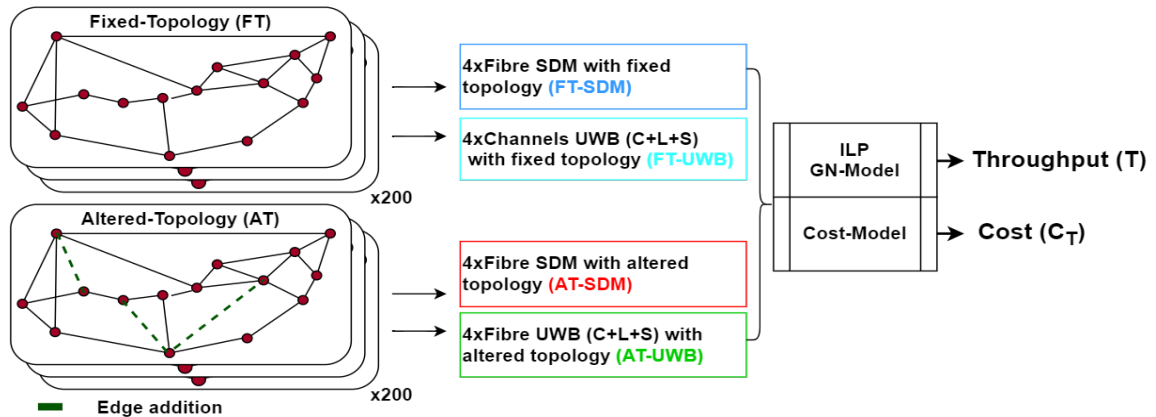 Fixed-Topology (FT)
x200
4xFibre SDM with fixed
topology (FT-SDM)
4xChannels UWB (C+L+S)
with fixed topology (FT-UWB)
Altered-Topology (AT)
x200
Edge addition
4xFibre SDM with altered
topology (AT-SDM)
4xFibre UWB (C+L+S) with
altered topology (AT-UWB)
ILP
GN-Model
Cost-Model
Throughput (T)
Cost (C_T)